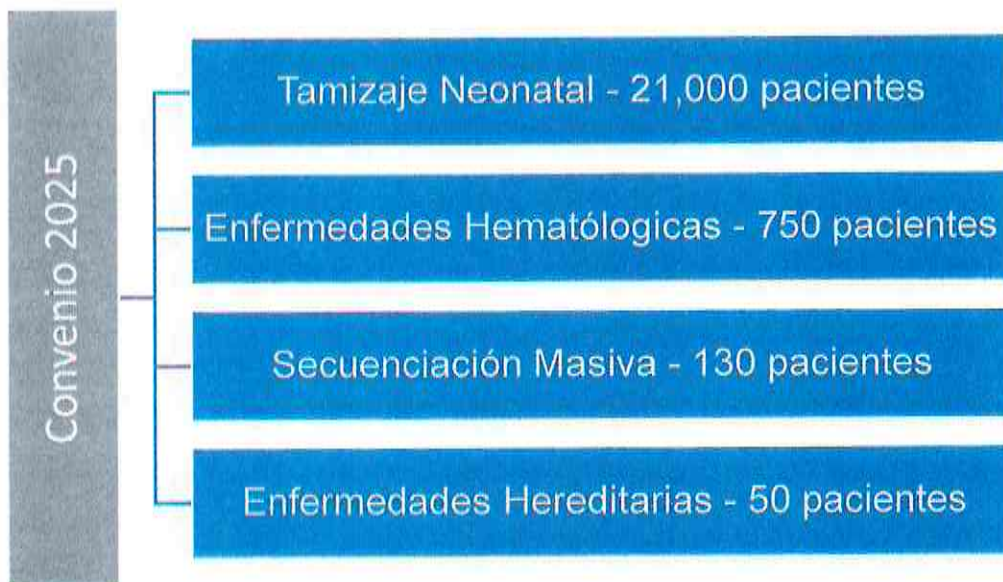 Convenio 2025
Tamizaje Neonatal - 21,000 pacientes
Enfermedades Hematólogicas - 750 pacientes
Secuenciación Masiva - 130 pacientes
Enfermedades Hereditarias - 50 pacientes